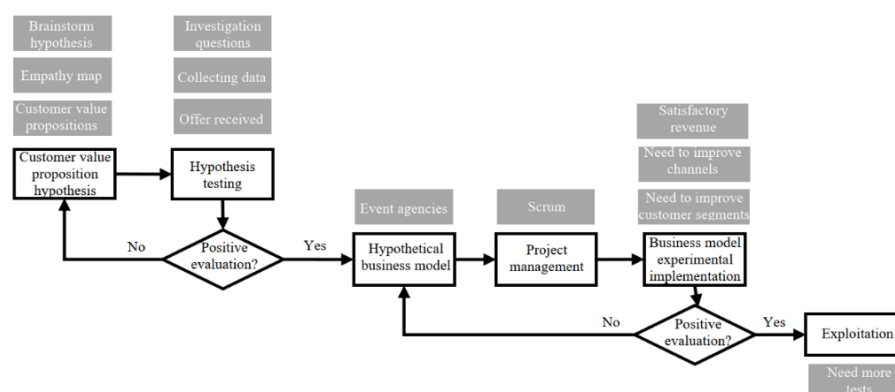 Brainstorm
hypothesis
Empathy map
Customer value
propositions
Investigation
questions
Collecting data
Offer received
Customer value
proposition
hypothesis
Hypothesis
testing
Positive
evaluation?
No
Yes
Event agencies
Hypothetical
business model
Scrum
Project
management
Satisfactory
revenue
Need to improve
channels
Need to improve
customer segments
Business model
experimental
implementation
Positive
evaluation?
No
Yes
Exploitation
Need more
tests